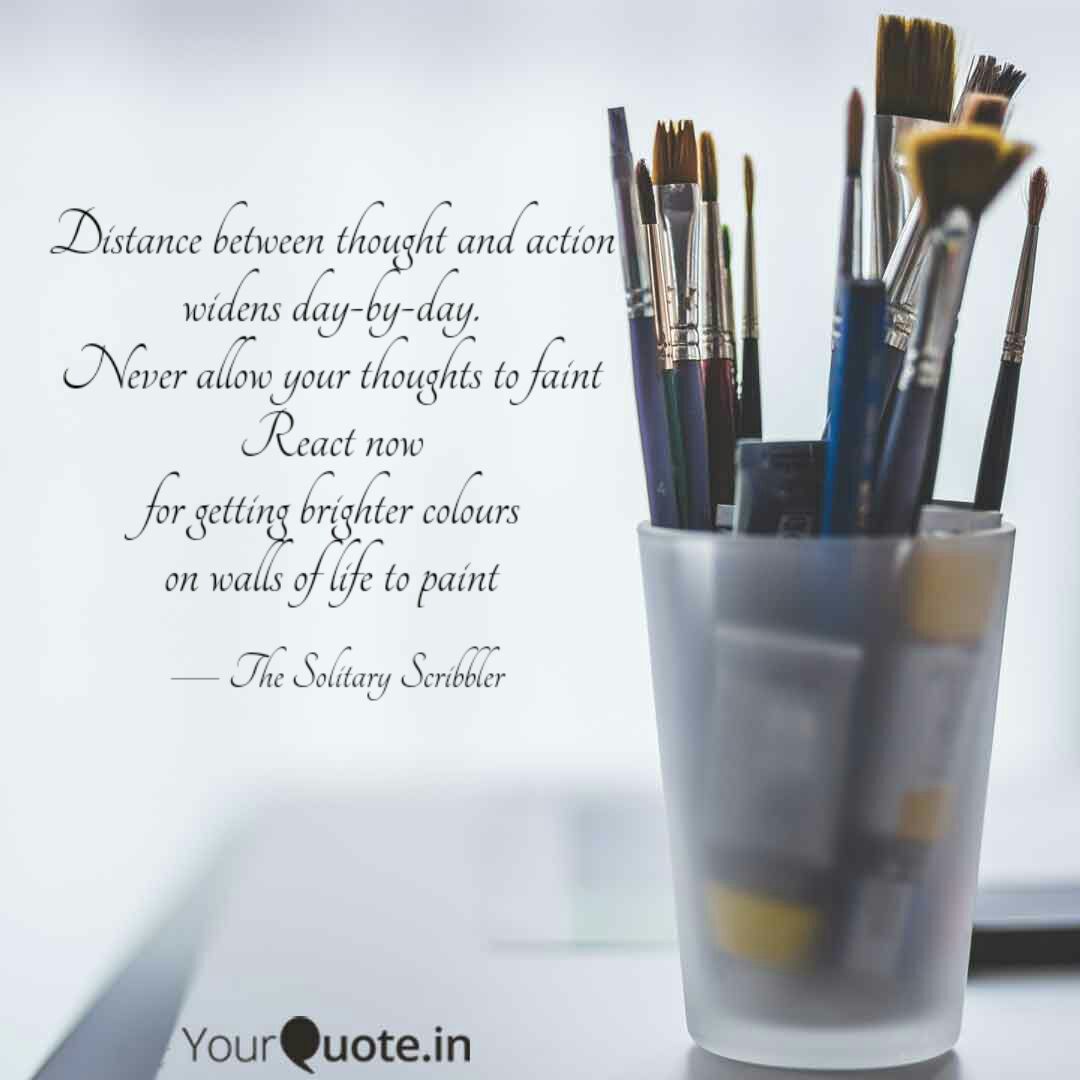 Distance between thought and action
widens day-by-day.
Never allow your thoughts to faint
React now
for getting brighter colours
on walls of life to paint
— The Solitary Scribbler
YourQuote.in